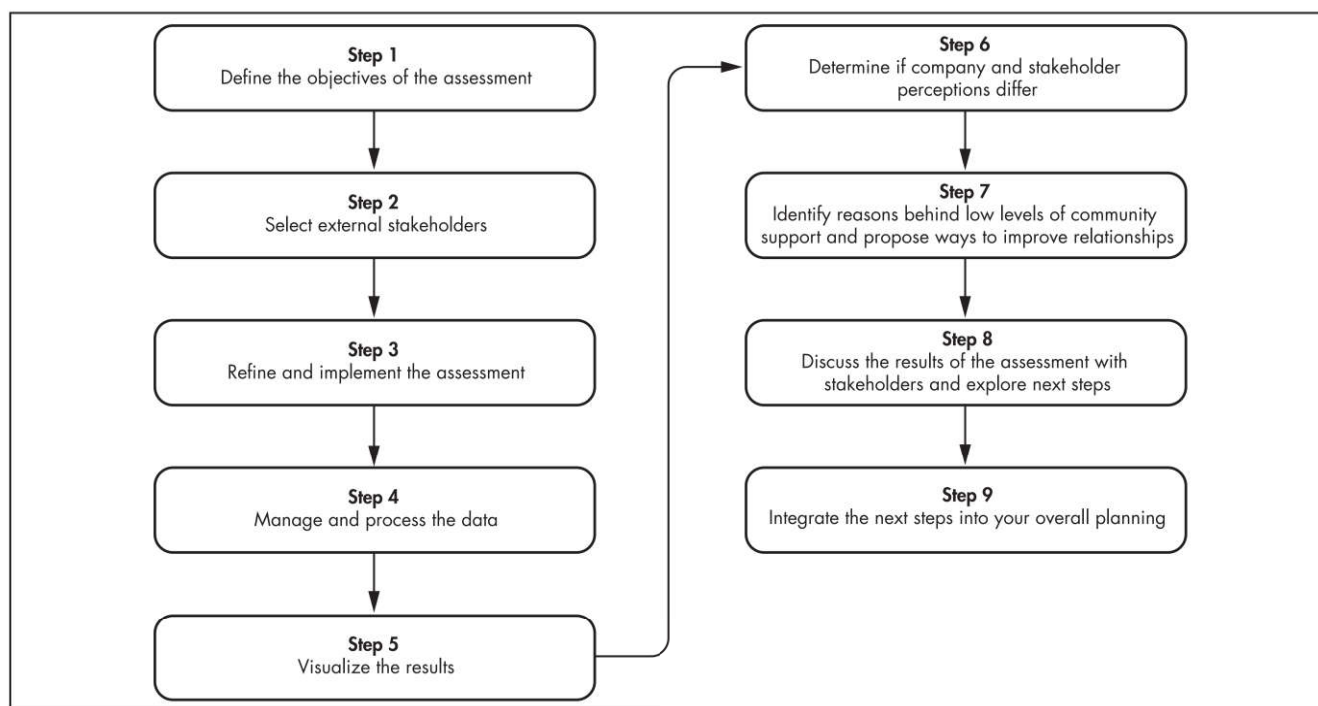 Step 1
Define the objectives of the assessment
Step 2
Select external stakeholders
Step 3
Refine and implement the assessment
Step 4
Manage and process the data
Step 5
Visualize the results
Step 6
Determine if company and stakeholder
perceptions differ
Step 7
Identify reasons behind low levels of community
support and propose ways to improve relationships
Step 8
Discuss the results of the assessment with
stakeholders and explore next steps
Step 9
Integrate the next steps into your overall planning